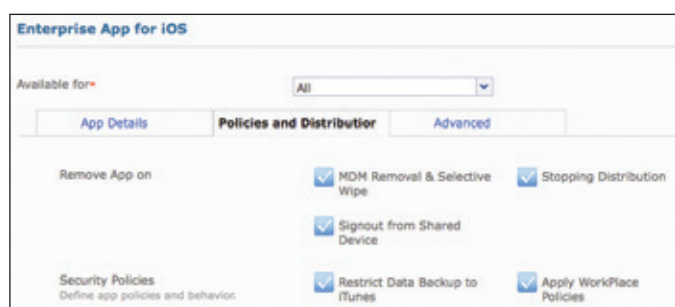 Enterprise App for iOS
Available for*
All
App Details
Policies and Distribution
Advanced
Remove App on
MDM Removal & Selective
Wipe
Stopping Distribution
Signout from Shared
Device
Security Policies
Define app policies and behavior.
Restrict Data Backup to
iTunes
Apply WorkPlace
Policies